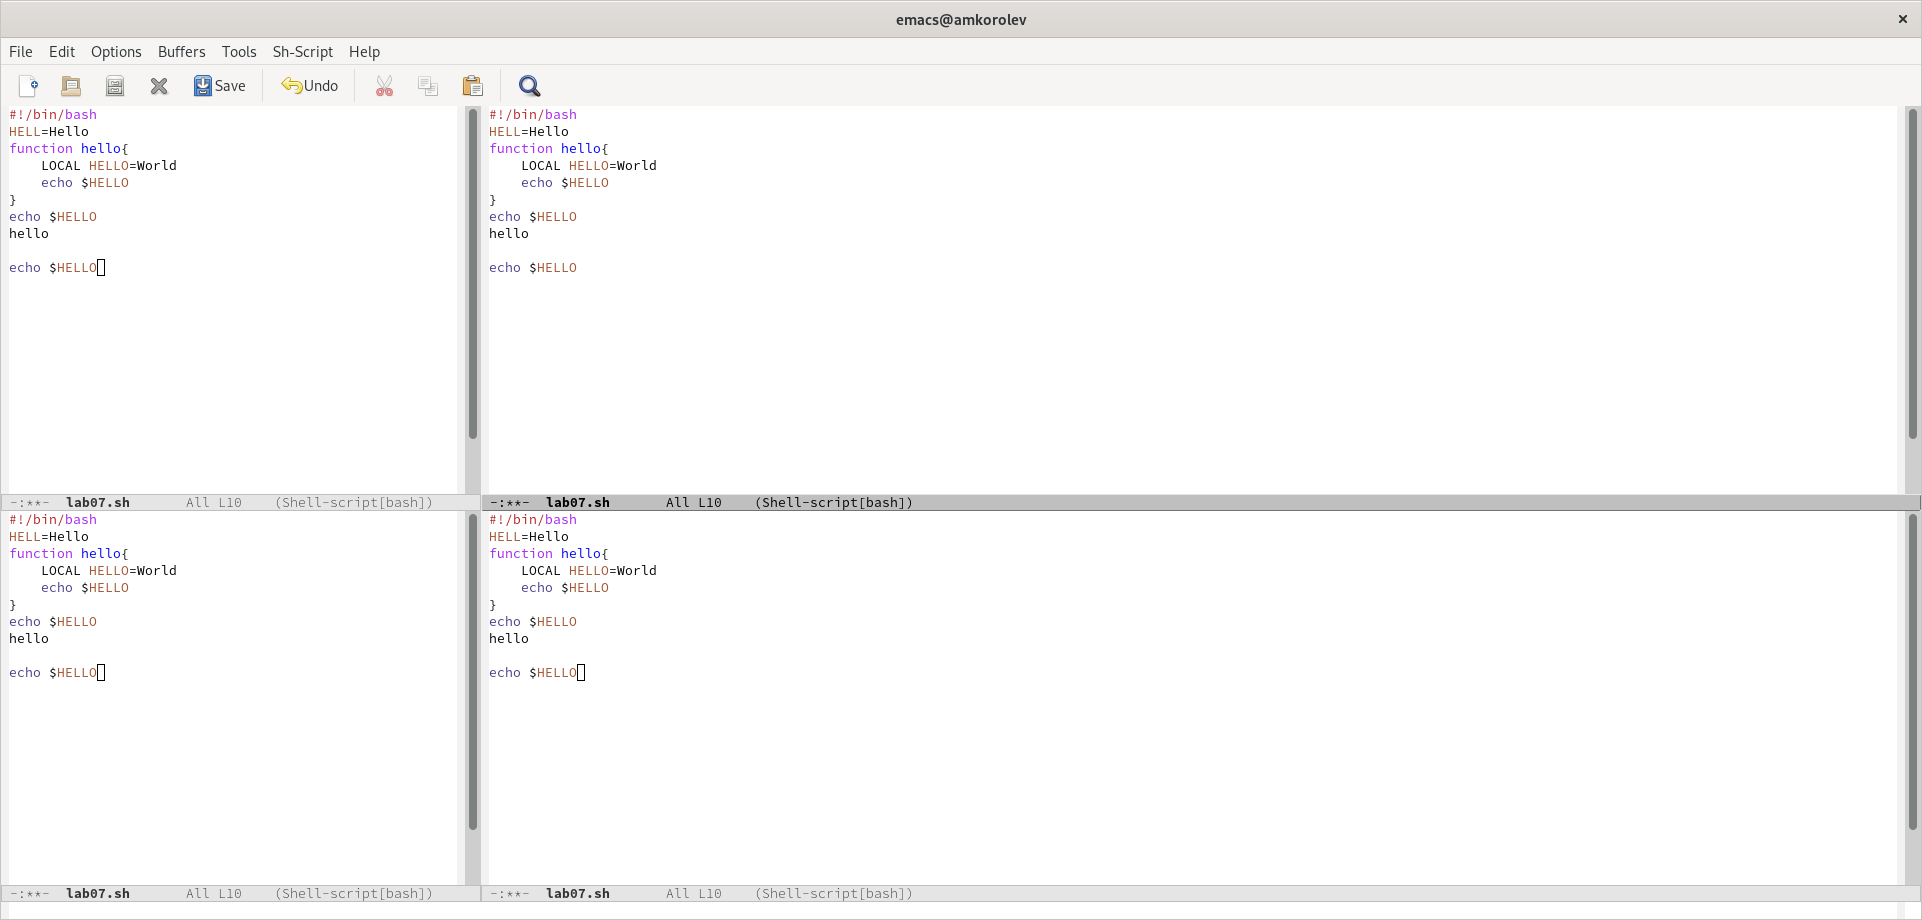 emacs@amkorolev
File Edit Options Buffers Tools Sh-Script Help
Save Undo
#!/bin/bash
HELL=Hello
function hello{
    LOCAL HELLO=World
    echo $HELLO
}
echo $HELLO
hello
echo $HELLO
-:**- lab07.sh All L10 (Shell-script[bash])
#!/bin/bash
HELL=Hello
function hello{
    LOCAL HELLO=World
    echo $HELLO
}
echo $HELLO
hello
echo $HELLO
-:**- lab07.sh All L10 (Shell-script[bash])
#!/bin/bash
HELL=Hello
function hello{
    LOCAL HELLO=World
    echo $HELLO
}
echo $HELLO
hello
echo $HELLO
-:**- lab07.sh All L10 (Shell-script[bash])
#!/bin/bash
HELL=Hello
function hello{
    LOCAL HELLO=World
    echo $HELLO
}
echo $HELLO
hello
echo $HELLO
-:**- lab07.sh All L10 (Shell-script[bash])